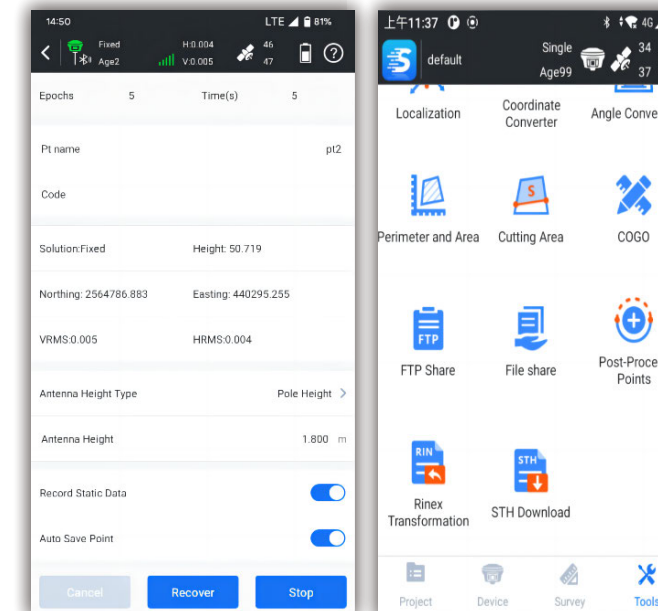 14:50
LTE 81%
Fixed
H:0.004
46
Age2
V:0.005
47
Epochs 5 Time(s) 5
Pt name pt2
Code
Solution:Fixed Height: 50.719
Northing: 2564786.883 Easting: 440295.255
VRMS:0.005 HRMS:0.004
Antenna Height Type Pole Height
Antenna Height 1.800 m
Record Static Data
Auto Save Point
Cancel Recover Stop
上午11:37
4G
default
Single
34
Age99
37
Localization
Coordinate
Converter
Angle Conve
Perimeter and Area
S
Cutting Area
COGO
FTP
FTP Share
File share
Post-Proce
Points
RIN
Rinex
Transformation
STH
STH Download
Project Device Survey Tools